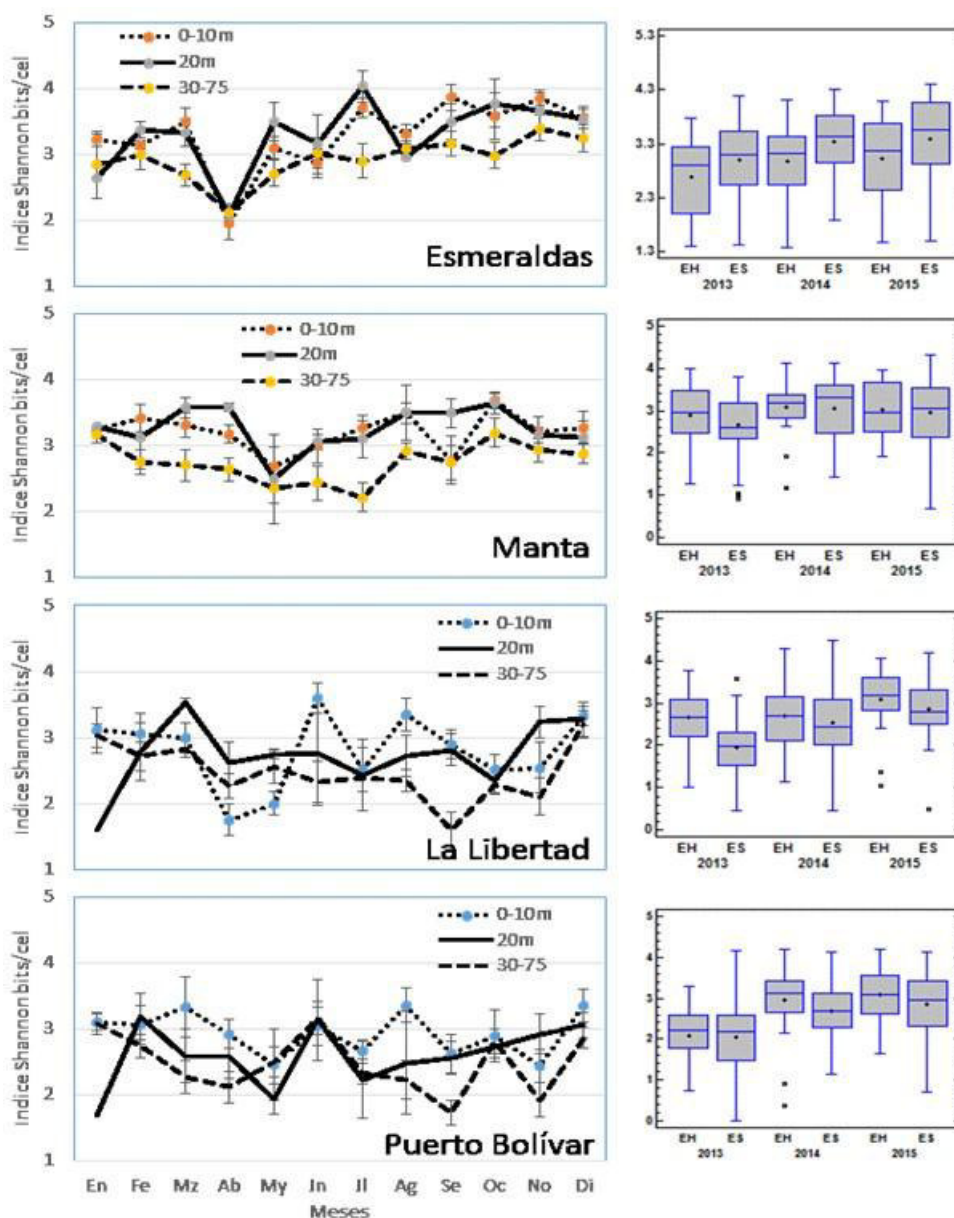 Indice Shannon bits/cel
5
4
3
2
1
0-10m
20m
30-75
Esmeraldas
5.3
4.3
3.3
2.3
1.3
EH ES EH ES EH ES
2013 2014 2015
Indice Shannon bits/cel
5
4
3
2
1
0-10m
20m
30-75
Manta
5
4
3
2
1
0
EH ES EH ES EH ES
2013 2014 2015
Indice Shannon bits/cel
5
4
3
2
1
0-10m
20m
30-75
La Libertad
5
4
3
2
1
0
EH ES EH ES EH ES
2013 2014 2015
Indice Shannon bits/cel
5
4
3
2
1
0-10m
20m
30-75
Puerto Bolívar
En Fe Mz Ab My Jn Jl Ag Se Oc No Di
Meses
5
4
3
2
1
0
EH ES EH ES EH ES
2013 2014 2015